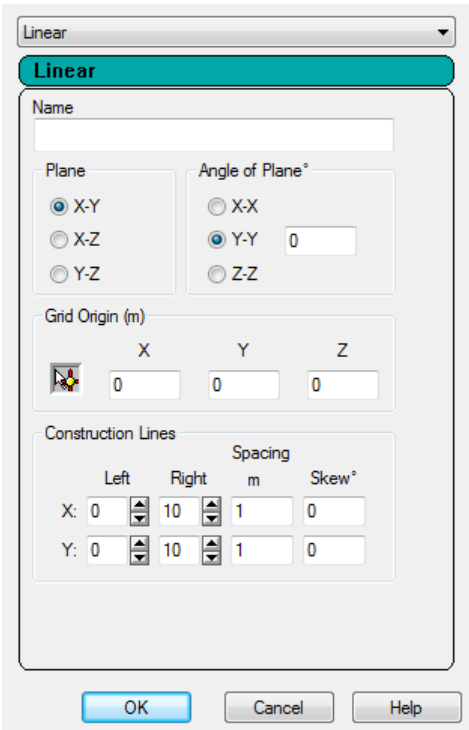 Linear
Linear
Name
Plane
Angle of Plane°
X-Y
X-X
X-Z
Y-Y 0
Y-Z
Z-Z
Grid Origin (m)
X Y Z
0 0 0
Construction Lines
Spacing
Left Right m Skew°
X: 0 10 1 0
Y: 0 10 1 0
OK Cancel Help